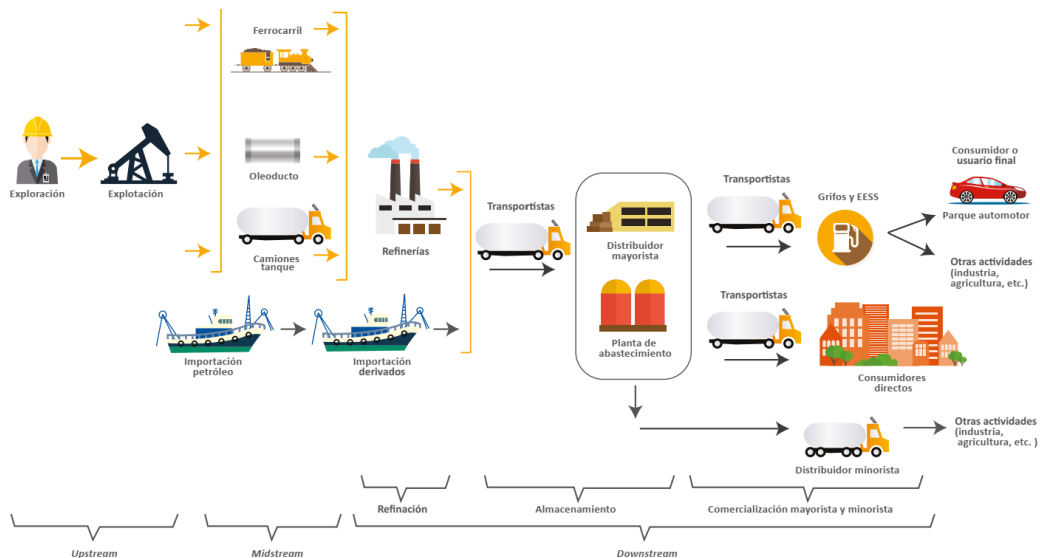 Ferrocarril
Exploración
Explotación
Oleoducto
Camiones
tanque
Importación
petróleo
Importación
derivados
Refinerías
Transportistas
Distribuidor
mayorista
Planta de
abastecimiento
Transportistas
Grifos y EESS
Consumidor o
usuario final
Parque automotor
Otras actividades
(industria,
agricultura, etc.)
Transportistas
Consumidores
directos
Distribuidor minorista
Otras actividades
(industria,
agricultura, etc. )
Refinación
Almacenamiento
Comercialización mayorista y minorista
Upstream
Midstream
Downstream